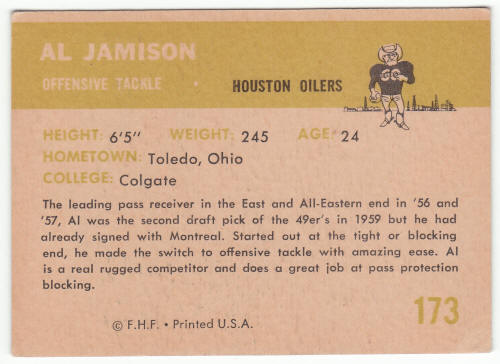 AL JAMISON
OFFENSIVE TACKLE • HOUSTON OILERS
HEIGHT: 6'5" WEIGHT: 245 AGE: 24
HOMETOWN: Toledo, Ohio
COLLEGE: Colgate
The leading pass receiver in the East and All-Eastern end in '56 and
'57, Al was the second draft pick of the 49er's in 1959 but he had
already signed with Montreal. Started out at the tight or blocking
end, he made the switch to offensive tackle with amazing ease. Al
is a real rugged competitor and does a great job at pass protection
blocking.
173
© F.H.F. • Printed U.S.A.